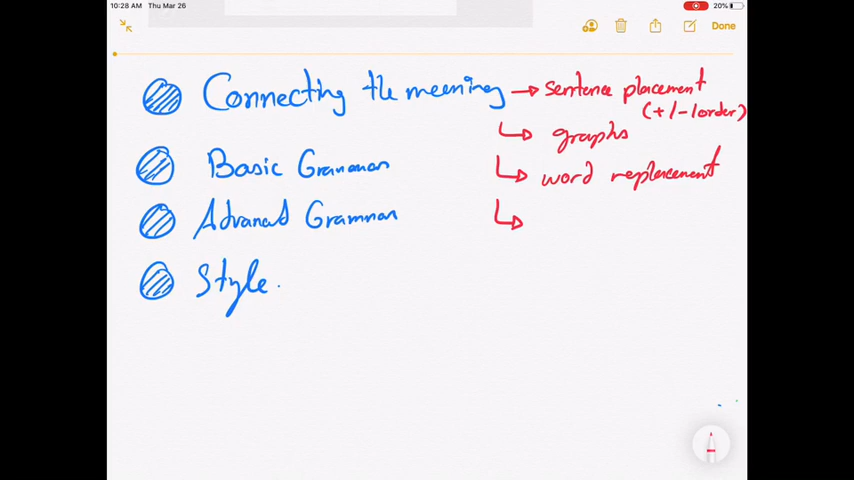 10:28 AM Thu Mar 26
20%
Done
Connecting the meening → sentence placement
(+/-/order)
↳ graphs
Basic Grammar
↳ word replacement
Advanced Grammar
Style.